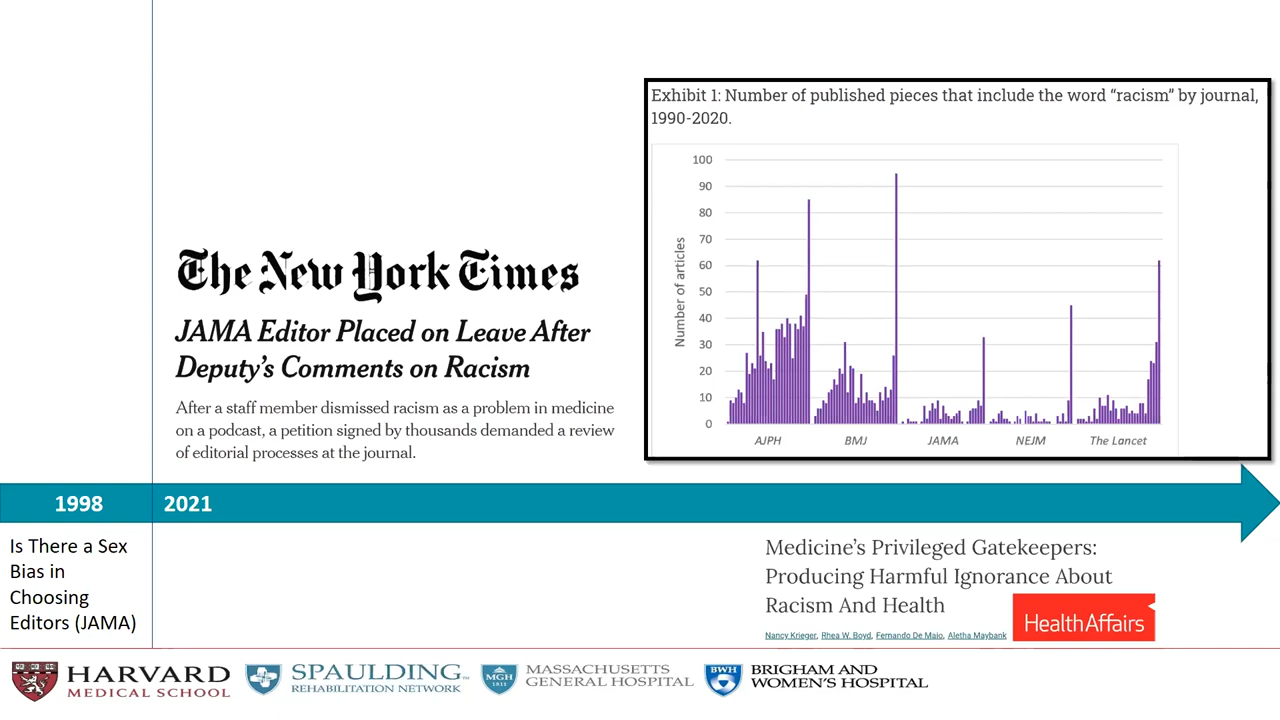 Exhibit 1: Number of published pieces that include the word “racism” by journal,
1990-2020.
100
90
80
70
60
50
40
30
20
10
0
Number of articles
AJPH
BMJ
JAMA
NEJM
The Lancet
The New York Times
JAMA Editor Placed on Leave After
Deputy’s Comments on Racism
After a staff member dismissed racism as a problem in medicine
on a podcast, a petition signed by thousands demanded a review
of editorial processes at the journal.
1998
2021
Is There a Sex
Bias in
Choosing
Editors (JAMA)
Medicine’s Privileged Gatekeepers:
Producing Harmful Ignorance About
Racism And Health
HealthAffairs
Nancy Krieger, Rhea W. Boyd, Fernando De Maio, Aletha Maybank
HARVARD
MEDICAL SCHOOL
SPAULDING
REHABILITATION NETWORK
MGH
1811
MASSACHUSETTS
GENERAL HOSPITAL
BWH
BRIGHAM AND
WOMEN'S HOSPITAL